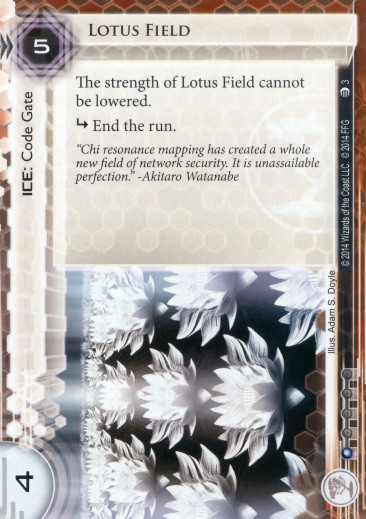 5
LOTUS FIELD
The strength of Lotus Field cannot
be lowered.
↳ End the run.
"Chi resonance mapping has created a whole
new field of network security. It is unassailable
perfection." -Akitaro Watanabe
ICE: Code Gate
3
© 2014 Wizards of the Coast LLC. © 2014 FFG
Illus. Adam S. Doyle
4